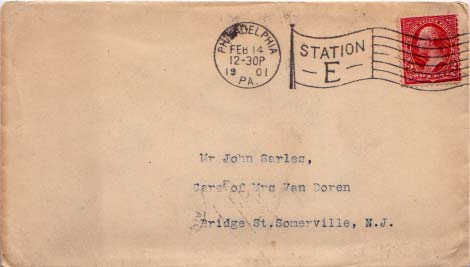 PHILADELPHIA
FEB 14
12-30P
19 01
PA.
STATION
- E -
Mr John Sarles,
Care of Mrs Van Doren
Bridge St.Somerville, N.J.